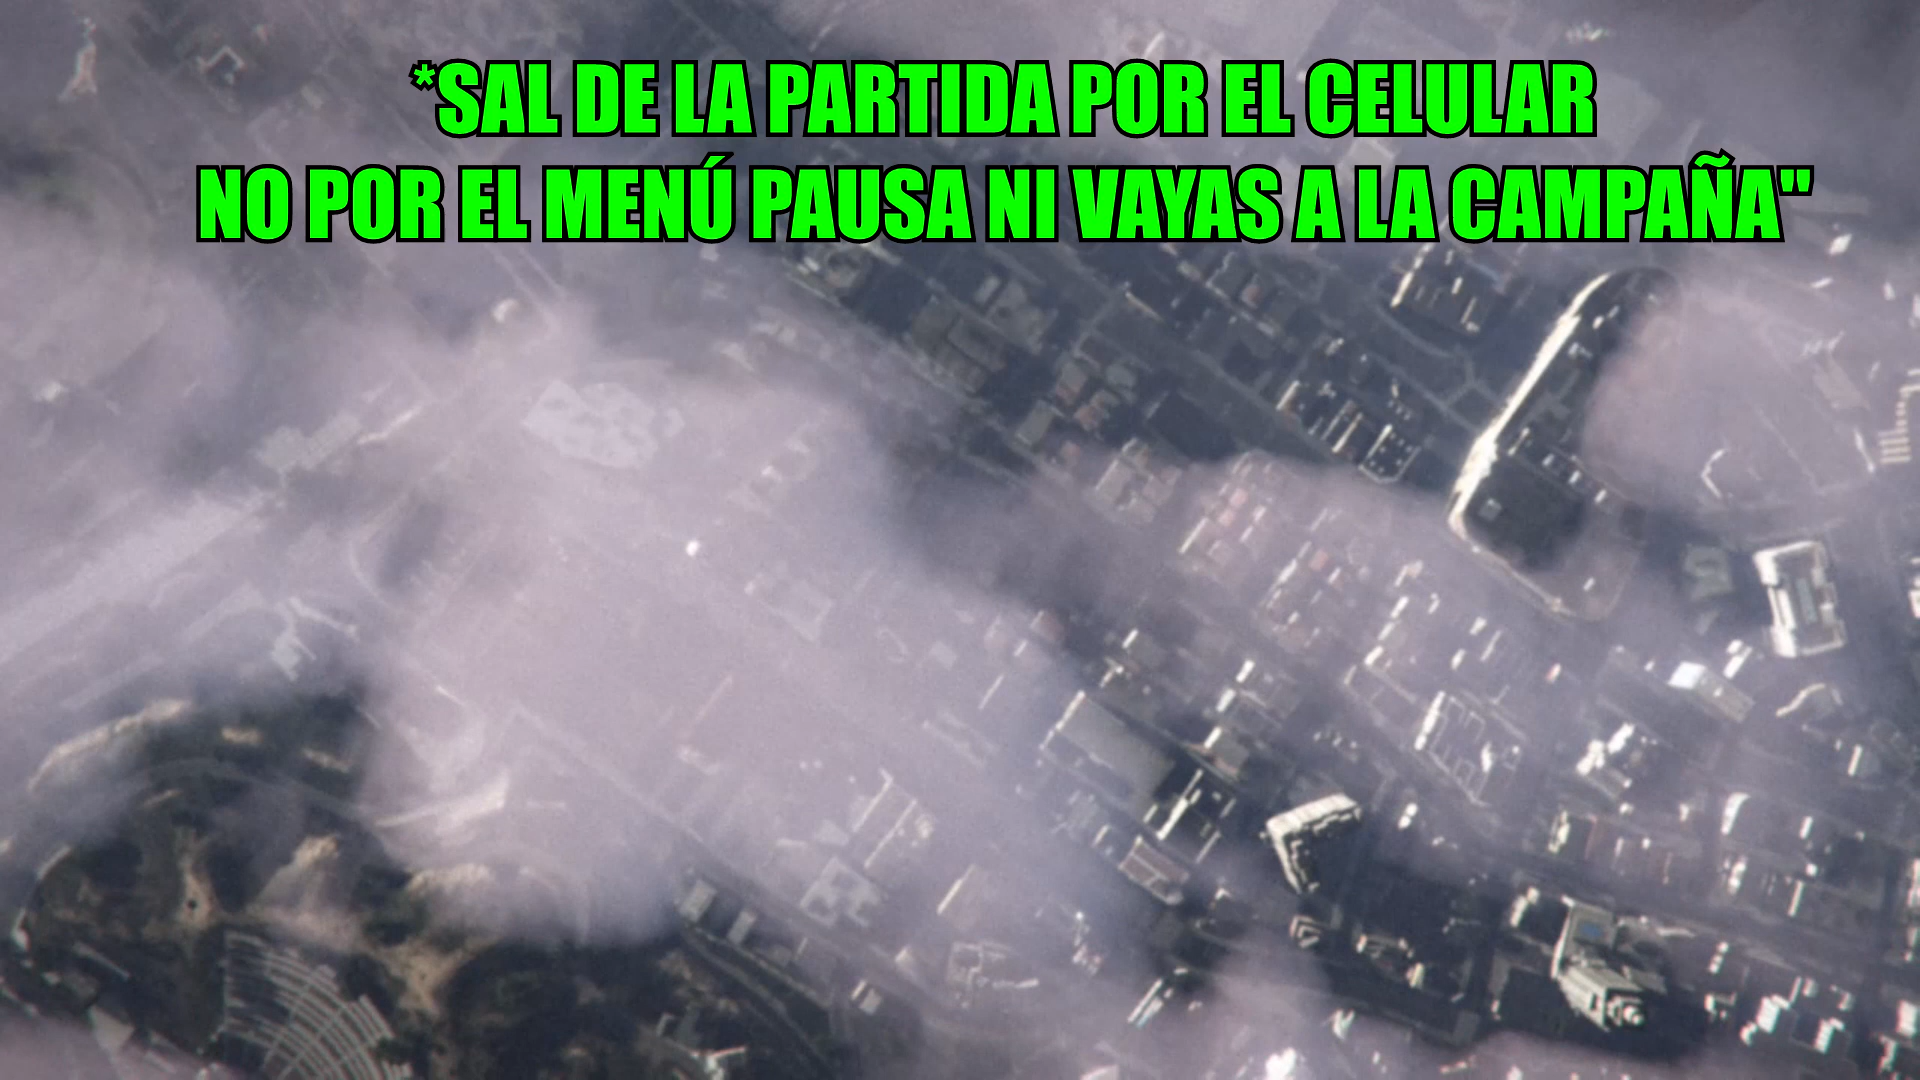 *SAL DE LA PARTIDA POR EL CELULAR
NO POR EL MENÚ PAUSA NI VAYAS A LA CAMPAÑA"